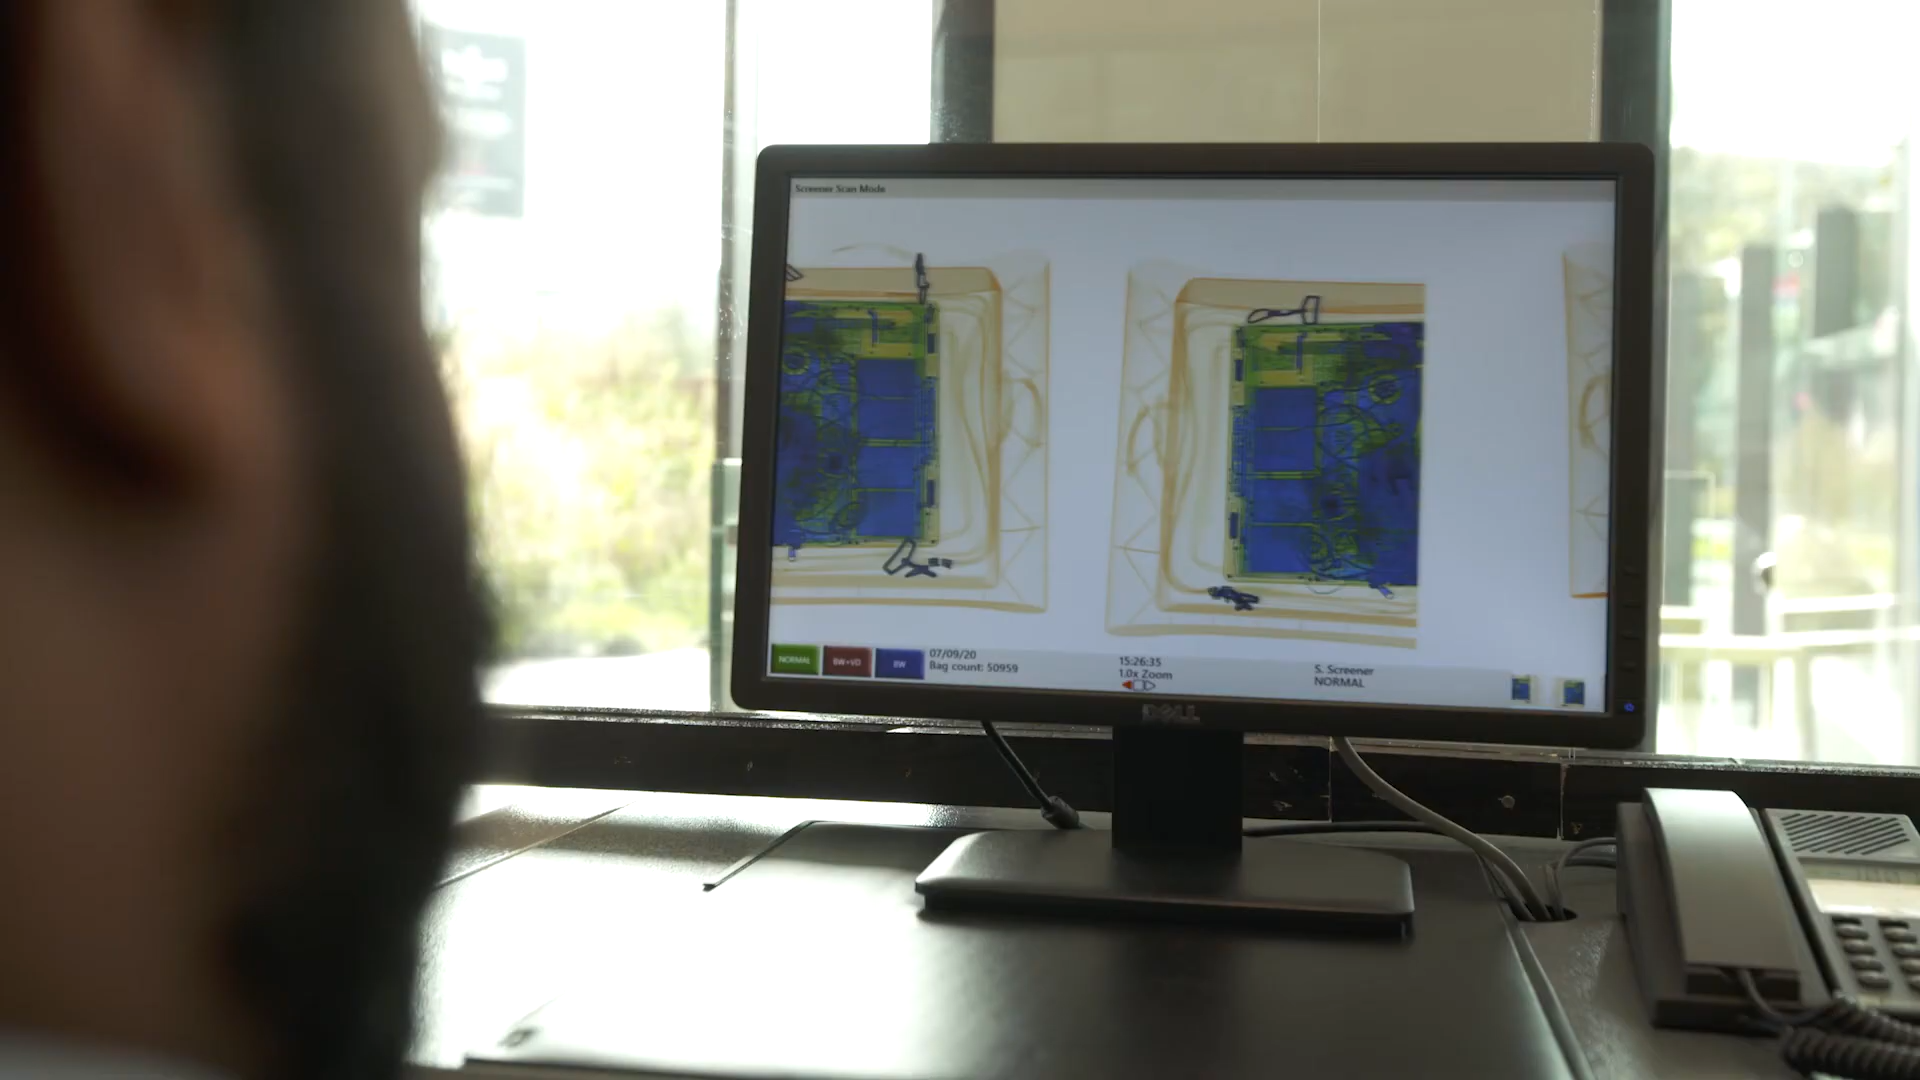 Screener Scan Mode
NORMAL
BW+VD
BW
07/09/20
Bag count: 50959
15:26:35
1.0x Zoom
S. Screener
NORMAL
DELL